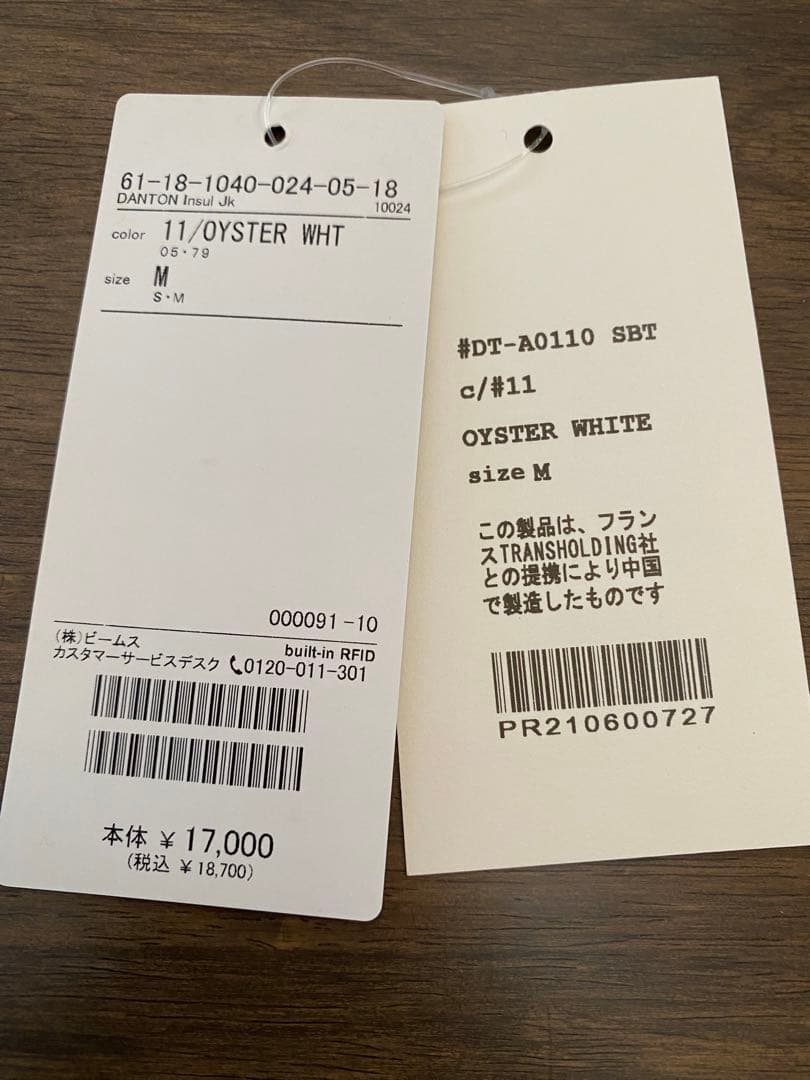 61-18-1040-024-05-18
DANTON Insul Jk 10024
color 11/OYSTER WHT
05・79
size M
S・M
000091-10
(株)ビームス built-in RFID
カスタマーサービスデスク 0120-011-301
本体 ¥ 17,000
(税込 ¥ 18,700)
#DT-A0110 SBT
c/#11
OYSTER WHITE
size M
この製品は、フラン
スTRANSHOLDING社
との提携により中国
で製造したものです
PR210600727